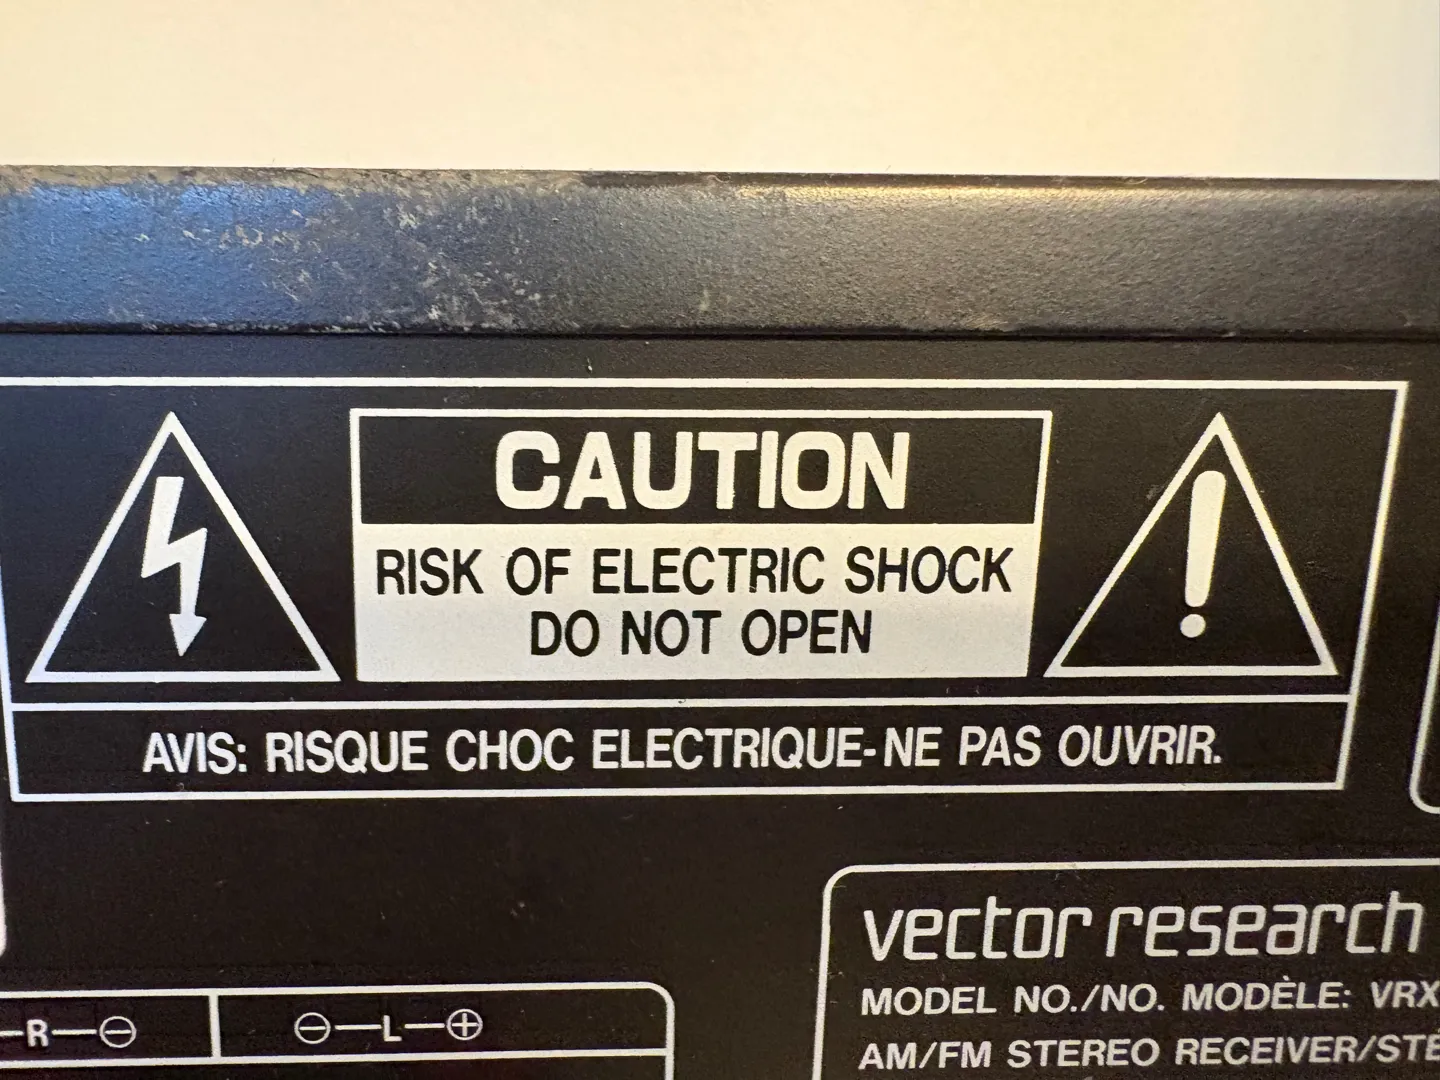 CAUTION
RISK OF ELECTRIC SHOCK
DO NOT OPEN
AVIS: RISQUE CHOC ELECTRIQUE-NE PAS OUVRIR.
vector research
MODEL NO./NO. MODÈLE: VRX
AM/FM STEREO RECEIVER/STÉ
R
L